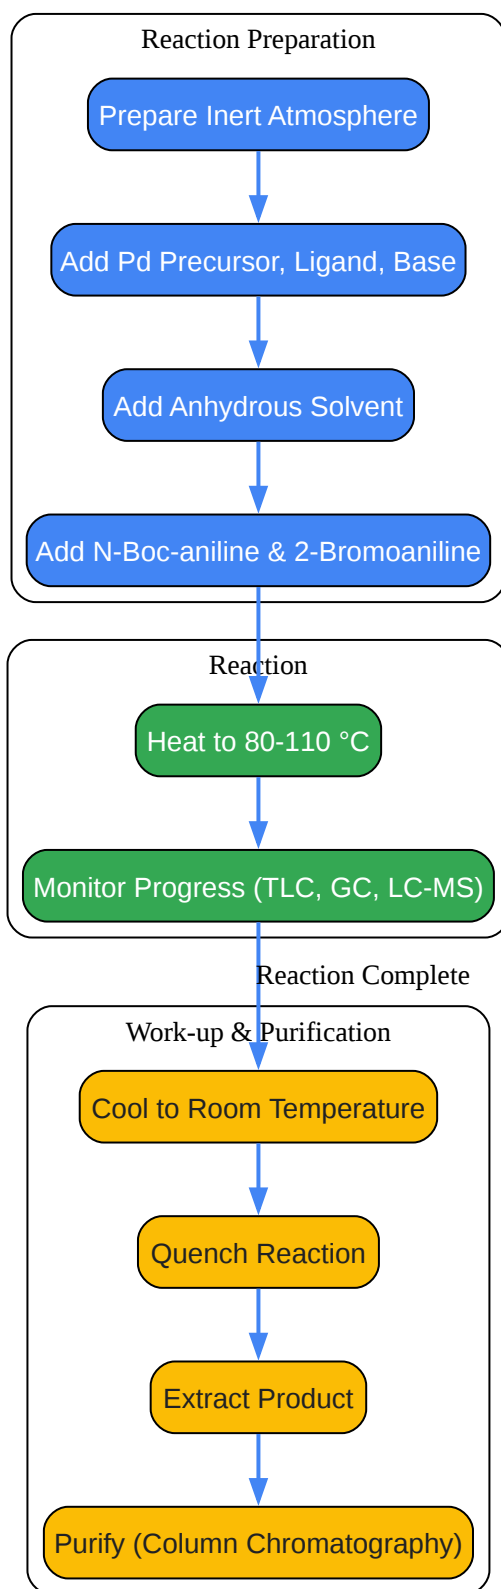 Reaction Preparation
Prepare Inert Atmosphere
Add Pd Precursor, Ligand, Base
Add Anhydrous Solvent
Add N-Boc-aniline & 2-Bromoaniline
Reaction
Heat to 80-110 °C
Monitor Progress (TLC, GC, LC-MS)
Reaction Complete
Work-up & Purification
Cool to Room Temperature
Quench Reaction
Extract Product
Purify (Column Chromatography)